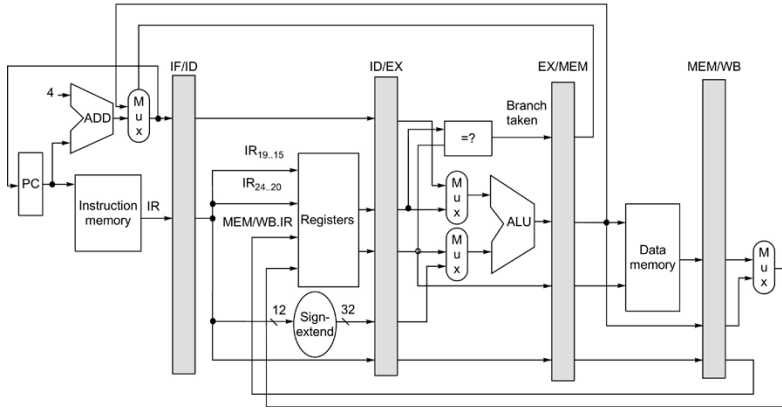 IF/ID
ID/EX
EX/MEM
MEM/WB
4
ADD
M
u
x
Branch
taken
=?
PC
Instruction
memory
IR
IR19..15
IR24..20
MEM/WB.IR
Registers
M
u
x
M
u
x
ALU
Data
memory
M
u
x
12
Sign-
extend
32